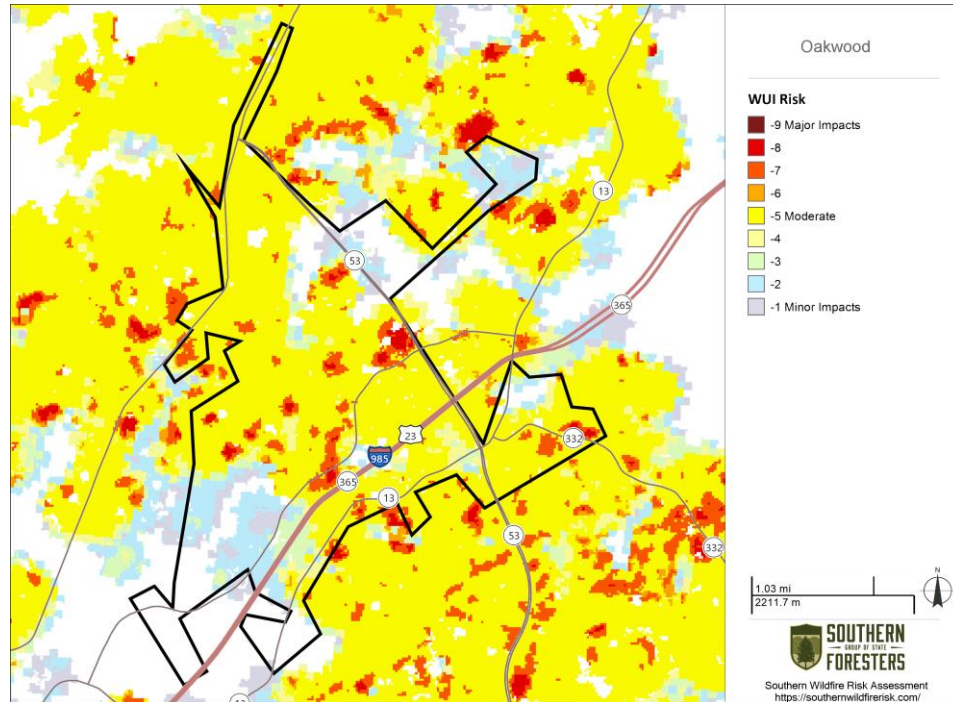 Oakwood
WUI Risk
-9 Major Impacts
-8
-7
-6
-5 Moderate
-4
-3
-2
-1 Minor Impacts
13
53
365
23
332
985
365
13
53
332
13
1.03 mi
2211.7 m
N
SOUTHERN
GROUP OF STATE
FORESTERS
Southern Wildfire Risk Assessment
https://southernwildfirerisk.com/